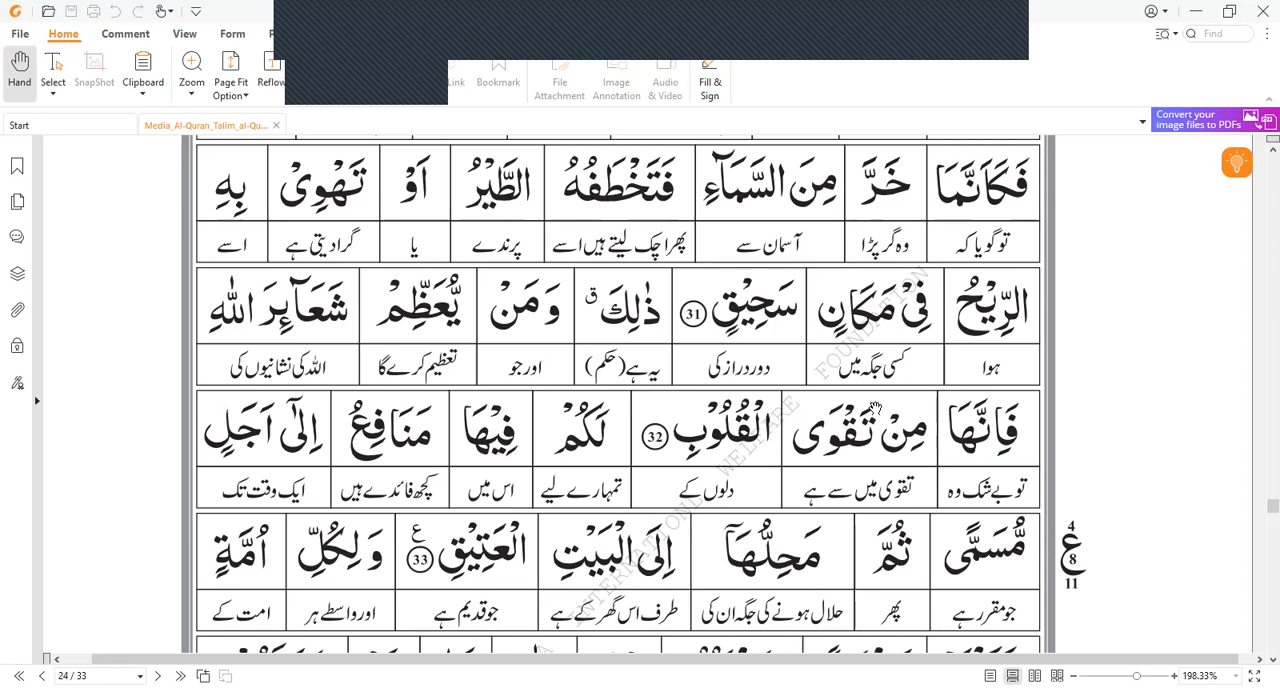 File Home Comment View Form
Find
Hand Select SnapShot Clipboard Zoom Page Fit Option Reflow Link Bookmark File Attachment Image Annotation Audio & Video Fill & Sign
Start Media_Al-Quran_Talim_al-Qu...
Convert your image files to PDFs
فَكَاَنَّمَا خَرَّ مِنَ السَّمَآءِ فَتَخْطَفُهُ الطَّيْرُ اَوْ تَهْوِىْ بِهِ
تو گویا کہ وہ گر پڑا آسمان سے پھر اچک لیتے ہیں اسے پرندے یا گرا دیتی ہے اسے
الرِّيْحُ فِىْ مَكَانٍ سَحِيْقٍ 31 ذٰلِكَ ۛق وَمَنْ يُّعَظِّمْ شَعَآئِرَ اللّٰهِ
ہوا کسی جگہ میں دور دراز کی یہ ہے (حکم) اور جو تعظیم کرے گا اللہ کی نشانیوں کی
فَاِنَّهَا مِنْ تَقْوَى الْقُلُوْبِ 32 لَكُمْ فِيْهَا مَنَافِعُ اِلٰٓى اَجَلٍ
تو بے شک وہ تقوی میں سے ہے دلوں کے تمہارے لیے اس میں کچھ فائدے ہیں ایک وقت تک
مُّسَمًّى ثُمَّ مَحِلُّهَآ اِلَى الْبَيْتِ الْعَتِيْقِ 33 ع وَلِكُلِّ اُمَّةٍ
جو مقرر ہے پھر حلال ہونے کی جگہ ان کی طرف اس گھر کے ہے جو قدیم ہے اور واسطے ہر امت کے
4
ع
8
11
INTERNATIONAL WELFARE FOUNDATION
24 / 33
198.33%